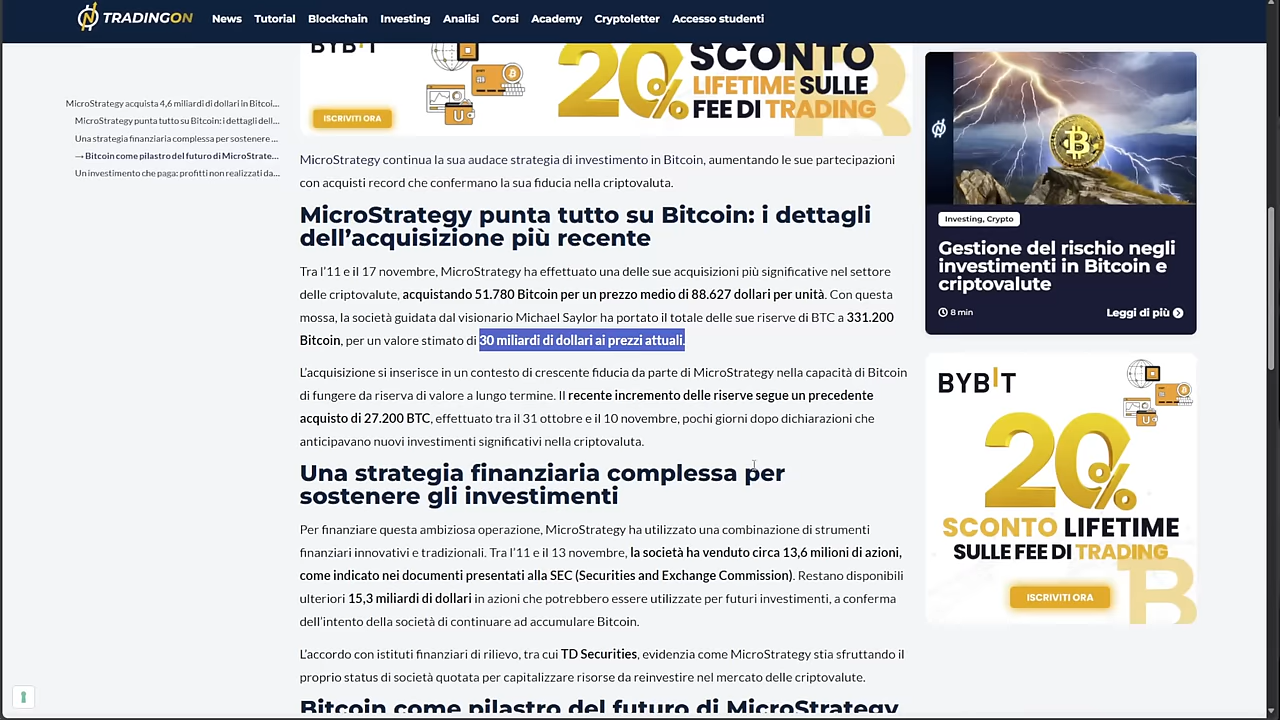 TRADINGON
News
Tutorial
Blockchain
Investing
Analisi
Corsi
Academy
Cryptoletter
Accesso studenti
MicroStrategy acquista 4,6 miliardi di dollari in Bitcoi...
MicroStrategy punta tutto su Bitcoin: i dettagli dell...
Una strategia finanziaria complessa per sostenere ...
→ Bitcoin come pilastro del futuro di MicroStrate...
Un investimento che paga: profitti non realizzati da...
BYBIT
ISCRIVITI ORA
20%
SCONTO
LIFETIME SULLE
FEE DI TRADING
MicroStrategy continua la sua audace strategia di investimento in Bitcoin, aumentando le sue partecipazioni
con acquisti record che confermano la sua fiducia nella criptovaluta.
MicroStrategy punta tutto su Bitcoin: i dettagli
dell’acquisizione più recente
Tra l’11 e il 17 novembre, MicroStrategy ha effettuato una delle sue acquisizioni più significative nel settore
delle criptovalute, acquistando 51.780 Bitcoin per un prezzo medio di 88.627 dollari per unità. Con questa
mossa, la società guidata dal visionario Michael Saylor ha portato il totale delle sue riserve di BTC a 331.200
Bitcoin, per un valore stimato di 30 miliardi di dollari ai prezzi attuali.
L’acquisizione si inserisce in un contesto di crescente fiducia da parte di MicroStrategy nella capacità di Bitcoin
di fungere da riserva di valore a lungo termine. Il recente incremento delle riserve segue un precedente
acquisto di 27.200 BTC, effettuato tra il 31 ottobre e il 10 novembre, pochi giorni dopo dichiarazioni che
anticipavano nuovi investimenti significativi nella criptovaluta.
Una strategia finanziaria complessa per
sostenere gli investimenti
Per finanziare questa ambiziosa operazione, MicroStrategy ha utilizzato una combinazione di strumenti
finanziari innovativi e tradizionali. Tra l’11 e il 13 novembre, la società ha venduto circa 13,6 milioni di azioni,
come indicato nei documenti presentati alla SEC (Securities and Exchange Commission). Restano disponibili
ulteriori 15,3 miliardi di dollari in azioni che potrebbero essere utilizzate per futuri investimenti, a conferma
dell’intento della società di continuare ad accumulare Bitcoin.
L’accordo con istituti finanziari di rilievo, tra cui TD Securities, evidenzia come MicroStrategy stia sfruttando il
proprio status di società quotata per capitalizzare risorse da reinvestire nel mercato delle criptovalute.
Bitcoin come pilastro del futuro di MicroStrategy
Investing, Crypto
Gestione del rischio negli
investimenti in Bitcoin e
criptovalute
8 min
Leggi di più
BYBIT
20%
SCONTO LIFETIME
SULLE FEE DI TRADING
ISCRIVITI ORA